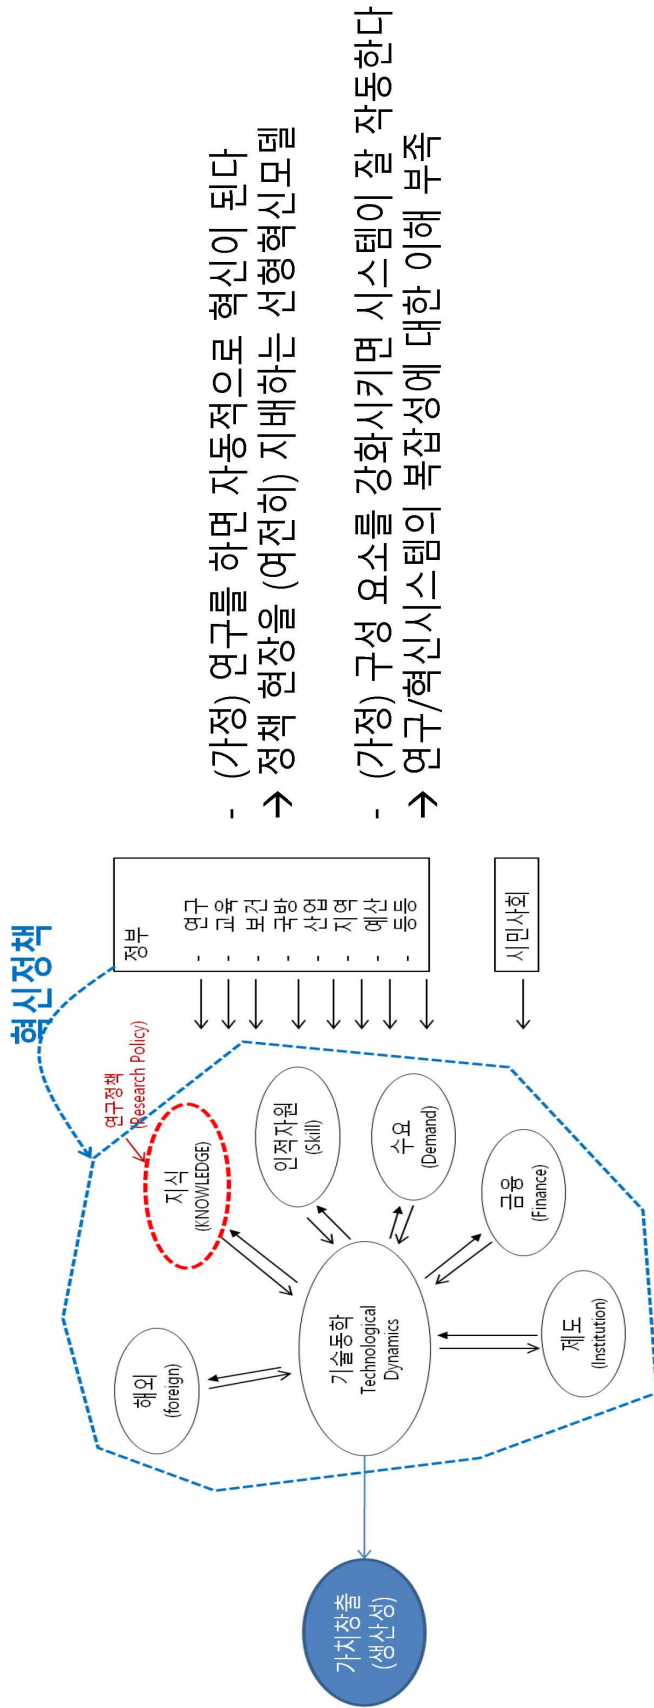 혁신정책
연구정책
(Research Policy)
해외
(foreign)
지식
(KNOWLEDGE)
인적자원
(Skill)
수요
(Demand)
금융
(Finance)
제도
(Institution)
기술동학
Technological
Dynamics
가치창출
(생산성)
정부
- 연구
- 교육
- 보건
- 국방
- 산업
- 지역
- 예산
- 등등
시민사회
- (가정) 연구를 하면 자동적으로 혁신이 된다
→ 정책 현장을 (여전히) 지배하는 선형혁신모델
- (가정) 구성 요소를 강화시키면 시스템이 잘 작동한다
→ 연구/혁신시스템의 복잡성에 대한 이해 부족